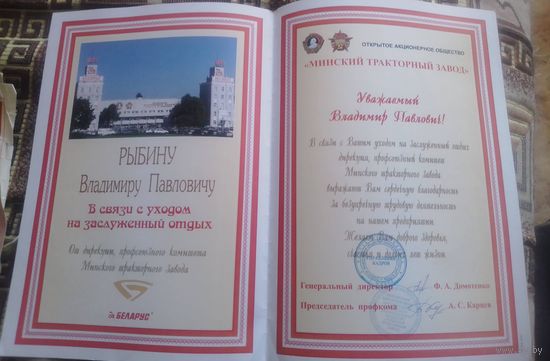 РЫБИНУ
Владимиру Павловичу
В связи с уходом
на заслуженный отдых
От дирекции, профсоюзного комитета
Минского тракторного завода
БЕЛАРУС
ОТКРЫТОЕ АКЦИОНЕРНОЕ ОБЩЕСТВО
«МИНСКИЙ ТРАКТОРНЫЙ ЗАВОД»
Уважаемый
Владимир Павлович!
В связи с Вашим уходом на заслуженный отдых
дирекция, профсоюзный комитет
Минского тракторного завода
выражают Вам сердечную благодарность
за безупречную трудовую деятельность
на нашем предприятии.
Желаем Вам доброго здоровья,
счастья и долгих лет жизни.
Генеральный директор Ф. А. Домотенко
Председатель профкома А. С. Карпов